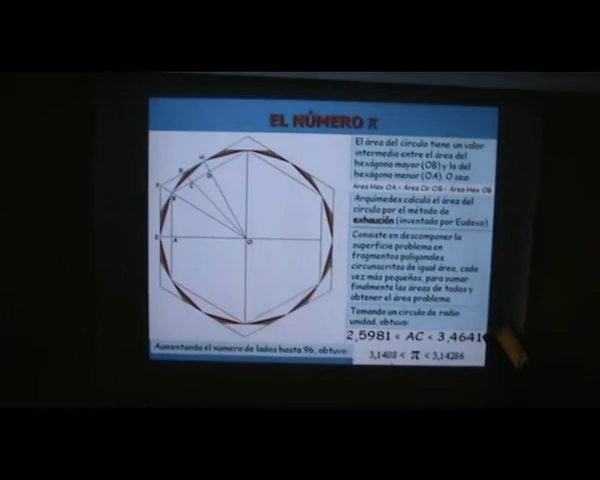 EL NÚMERO π
El área del círculo tiene un valor
intermedio entre el área del
hexágono mayor (OB) y la del
hexágono menor (OA). O sea:
Área Hex OA < Área Cir OB < Área Hex OB
Arquímedes calculó el área del
círculo por el método de
exhaución (inventado por Eudoxo).
Consiste en descomponer la
superficie problema en
fragmentos poligonales
circunscritos de igual área, cada
vez más pequeños, para sumar
finalmente las áreas de todos y
obtener el área problema.
Tomando un círculo de radio
unidad, obtuvo:
2,5981 < AC < 3,4641
Aumentando el número de lados hasta 96, obtuvo:
3,1408 < π < 3,14286
H
D
C
B
E
A
O